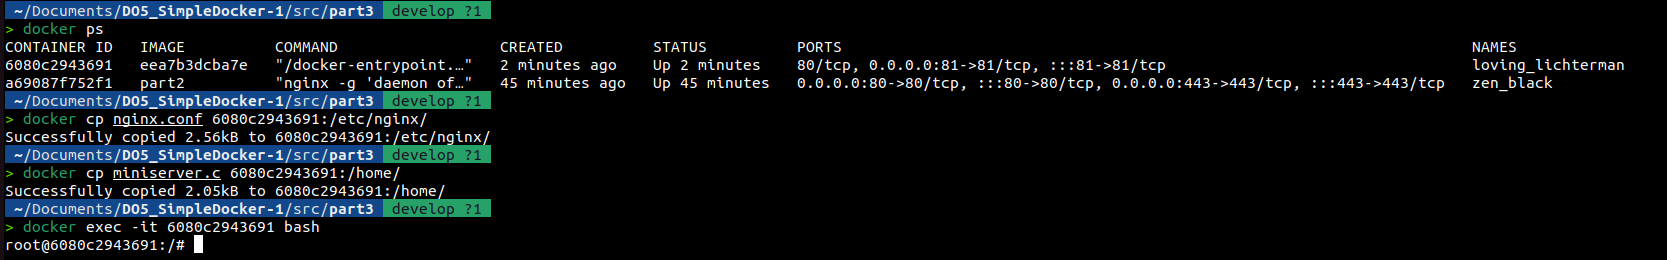 ~/Documents/DO5_SimpleDocker-1/src/part3 develop ?1
> docker ps
CONTAINER ID IMAGE COMMAND CREATED STATUS PORTS NAMES
6080c2943691 eea7b3dcba7e "/docker-entrypoint.…" 2 minutes ago Up 2 minutes 80/tcp, 0.0.0.0:81->81/tcp, :::81->81/tcp loving_lichterman
a69087f752f1 part2 "nginx -g 'daemon of…" 45 minutes ago Up 45 minutes 0.0.0.0:80->80/tcp, :::80->80/tcp, 0.0.0.0:443->443/tcp, :::443->443/tcp zen_black
~/Documents/DO5_SimpleDocker-1/src/part3 develop ?1
> docker cp nginx.conf 6080c2943691:/etc/nginx/
Successfully copied 2.56kB to 6080c2943691:/etc/nginx/
~/Documents/DO5_SimpleDocker-1/src/part3 develop ?1
> docker cp miniserver.c 6080c2943691:/home/
Successfully copied 2.05kB to 6080c2943691:/home/
~/Documents/DO5_SimpleDocker-1/src/part3 develop ?1
> docker exec -it 6080c2943691 bash
root@6080c2943691:/#